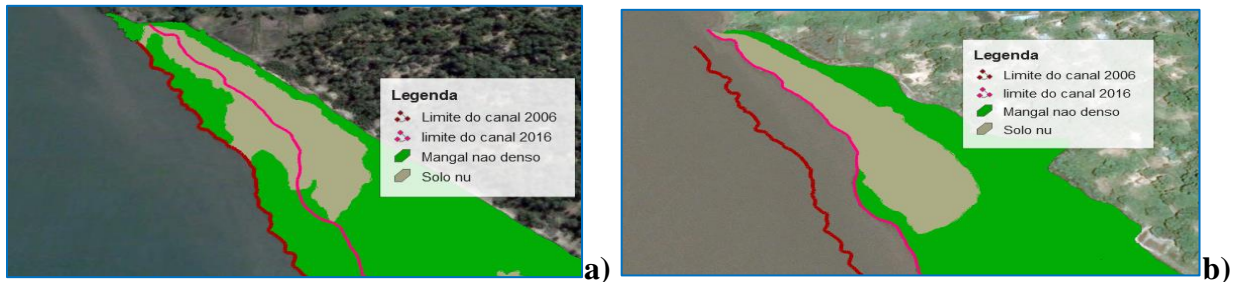 Legenda
Limite do canal 2006
limite do canal 2016
Mangal nao denso
Solo nu
a)
Legenda
Limite do canal 2006
limite do canal 2016
Mangal nao denso
Solo nu
b)